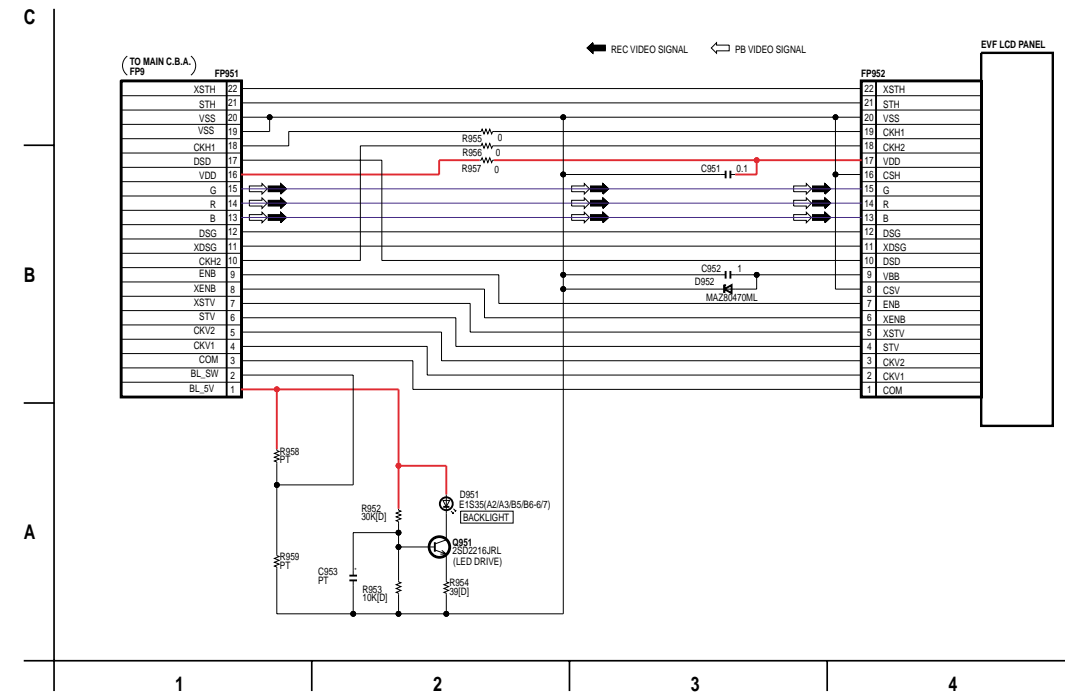 C
REC VIDEO SIGNAL
PB VIDEO SIGNAL
EVF LCD PANEL
(TO MAIN C.B.A.)
FP9
FP951
FP952
XSTH 22
22 XSTH
STH 21
21 STH
VSS 20
20 VSS
VSS 19
19 CKH1
R955 0
CKH1 18
18 CKH2
R956 0
DSD 17
17 VDD
R957 0
C951 0.1
VDD 16
16 CSH
G 15
15 G
R 14
14 R
B 13
13 B
DSG 12
12 DSG
XDSG 11
11 XDSG
CKH2 10
10 DSD
B
C952 1
ENB 9
9 VBB
D952
XENB 8
8 CSV
MAZ80470ML
XSTV 7
7 ENB
STV 6
6 XENB
CKV2 5
5 XSTV
CKV1 4
4 STV
COM 3
3 CKV2
BL_SW 2
2 CKV1
BL_5V 1
1 COM
R958
PT
D951
E1S35(A2/A3/B5/B6-6/7)
BACKLIGHT
R952
30K[D]
A
Q951
2SD2216JRL
(LED DRIVE)
R959
PT
C953
PT
R953
10K[D]
R954
39[D]
1
2
3
4